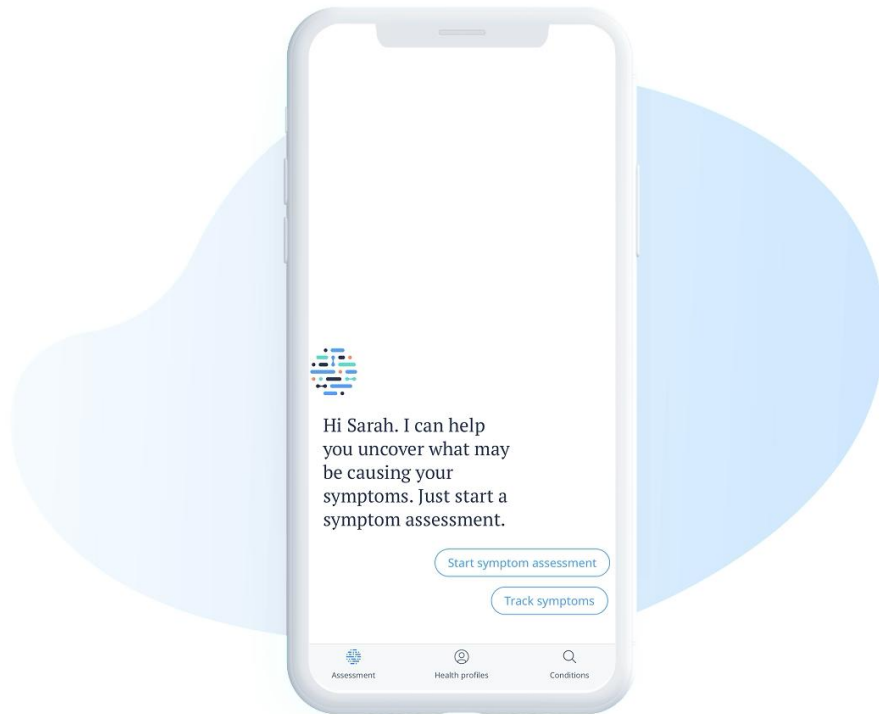 Hi Sarah. I can help
you uncover what may
be causing your
symptoms. Just start a
symptom assessment.
Start symptom assessment
Track symptoms
Assessment
Health profiles
Conditions